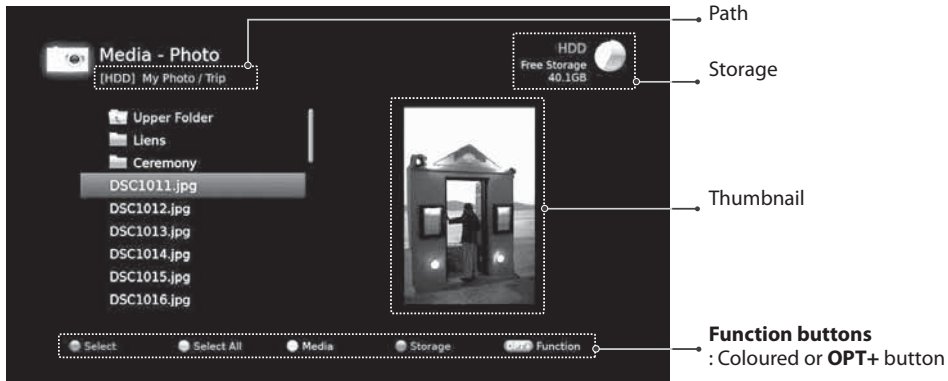 Media - Photo
[HDD] My Photo / Trip
HDD
Free Storage
40.1GB
Path
Storage
Upper Folder
Liens
Ceremony
DSC1011.jpg
DSC1012.jpg
DSC1013.jpg
DSC1014.jpg
DSC1015.jpg
DSC1016.jpg
Thumbnail
Select
Select All
Media
Storage
Function
Function buttons
: Coloured or OPT+ button